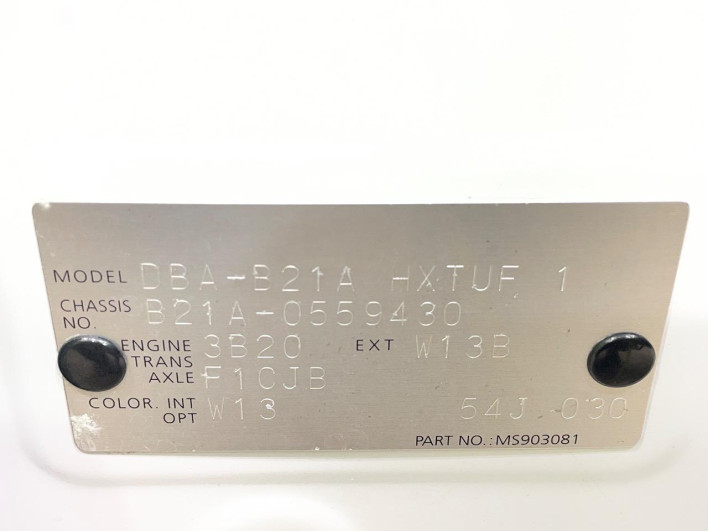 MODEL DBA-B21A HXTUF 1
CHASSIS NO. B21A-0559430
ENGINE 3B20 EXT W13B
TRANS AXLE F1CJB
COLOR. INT OPT W13 54J 030
PART NO.:MS903081